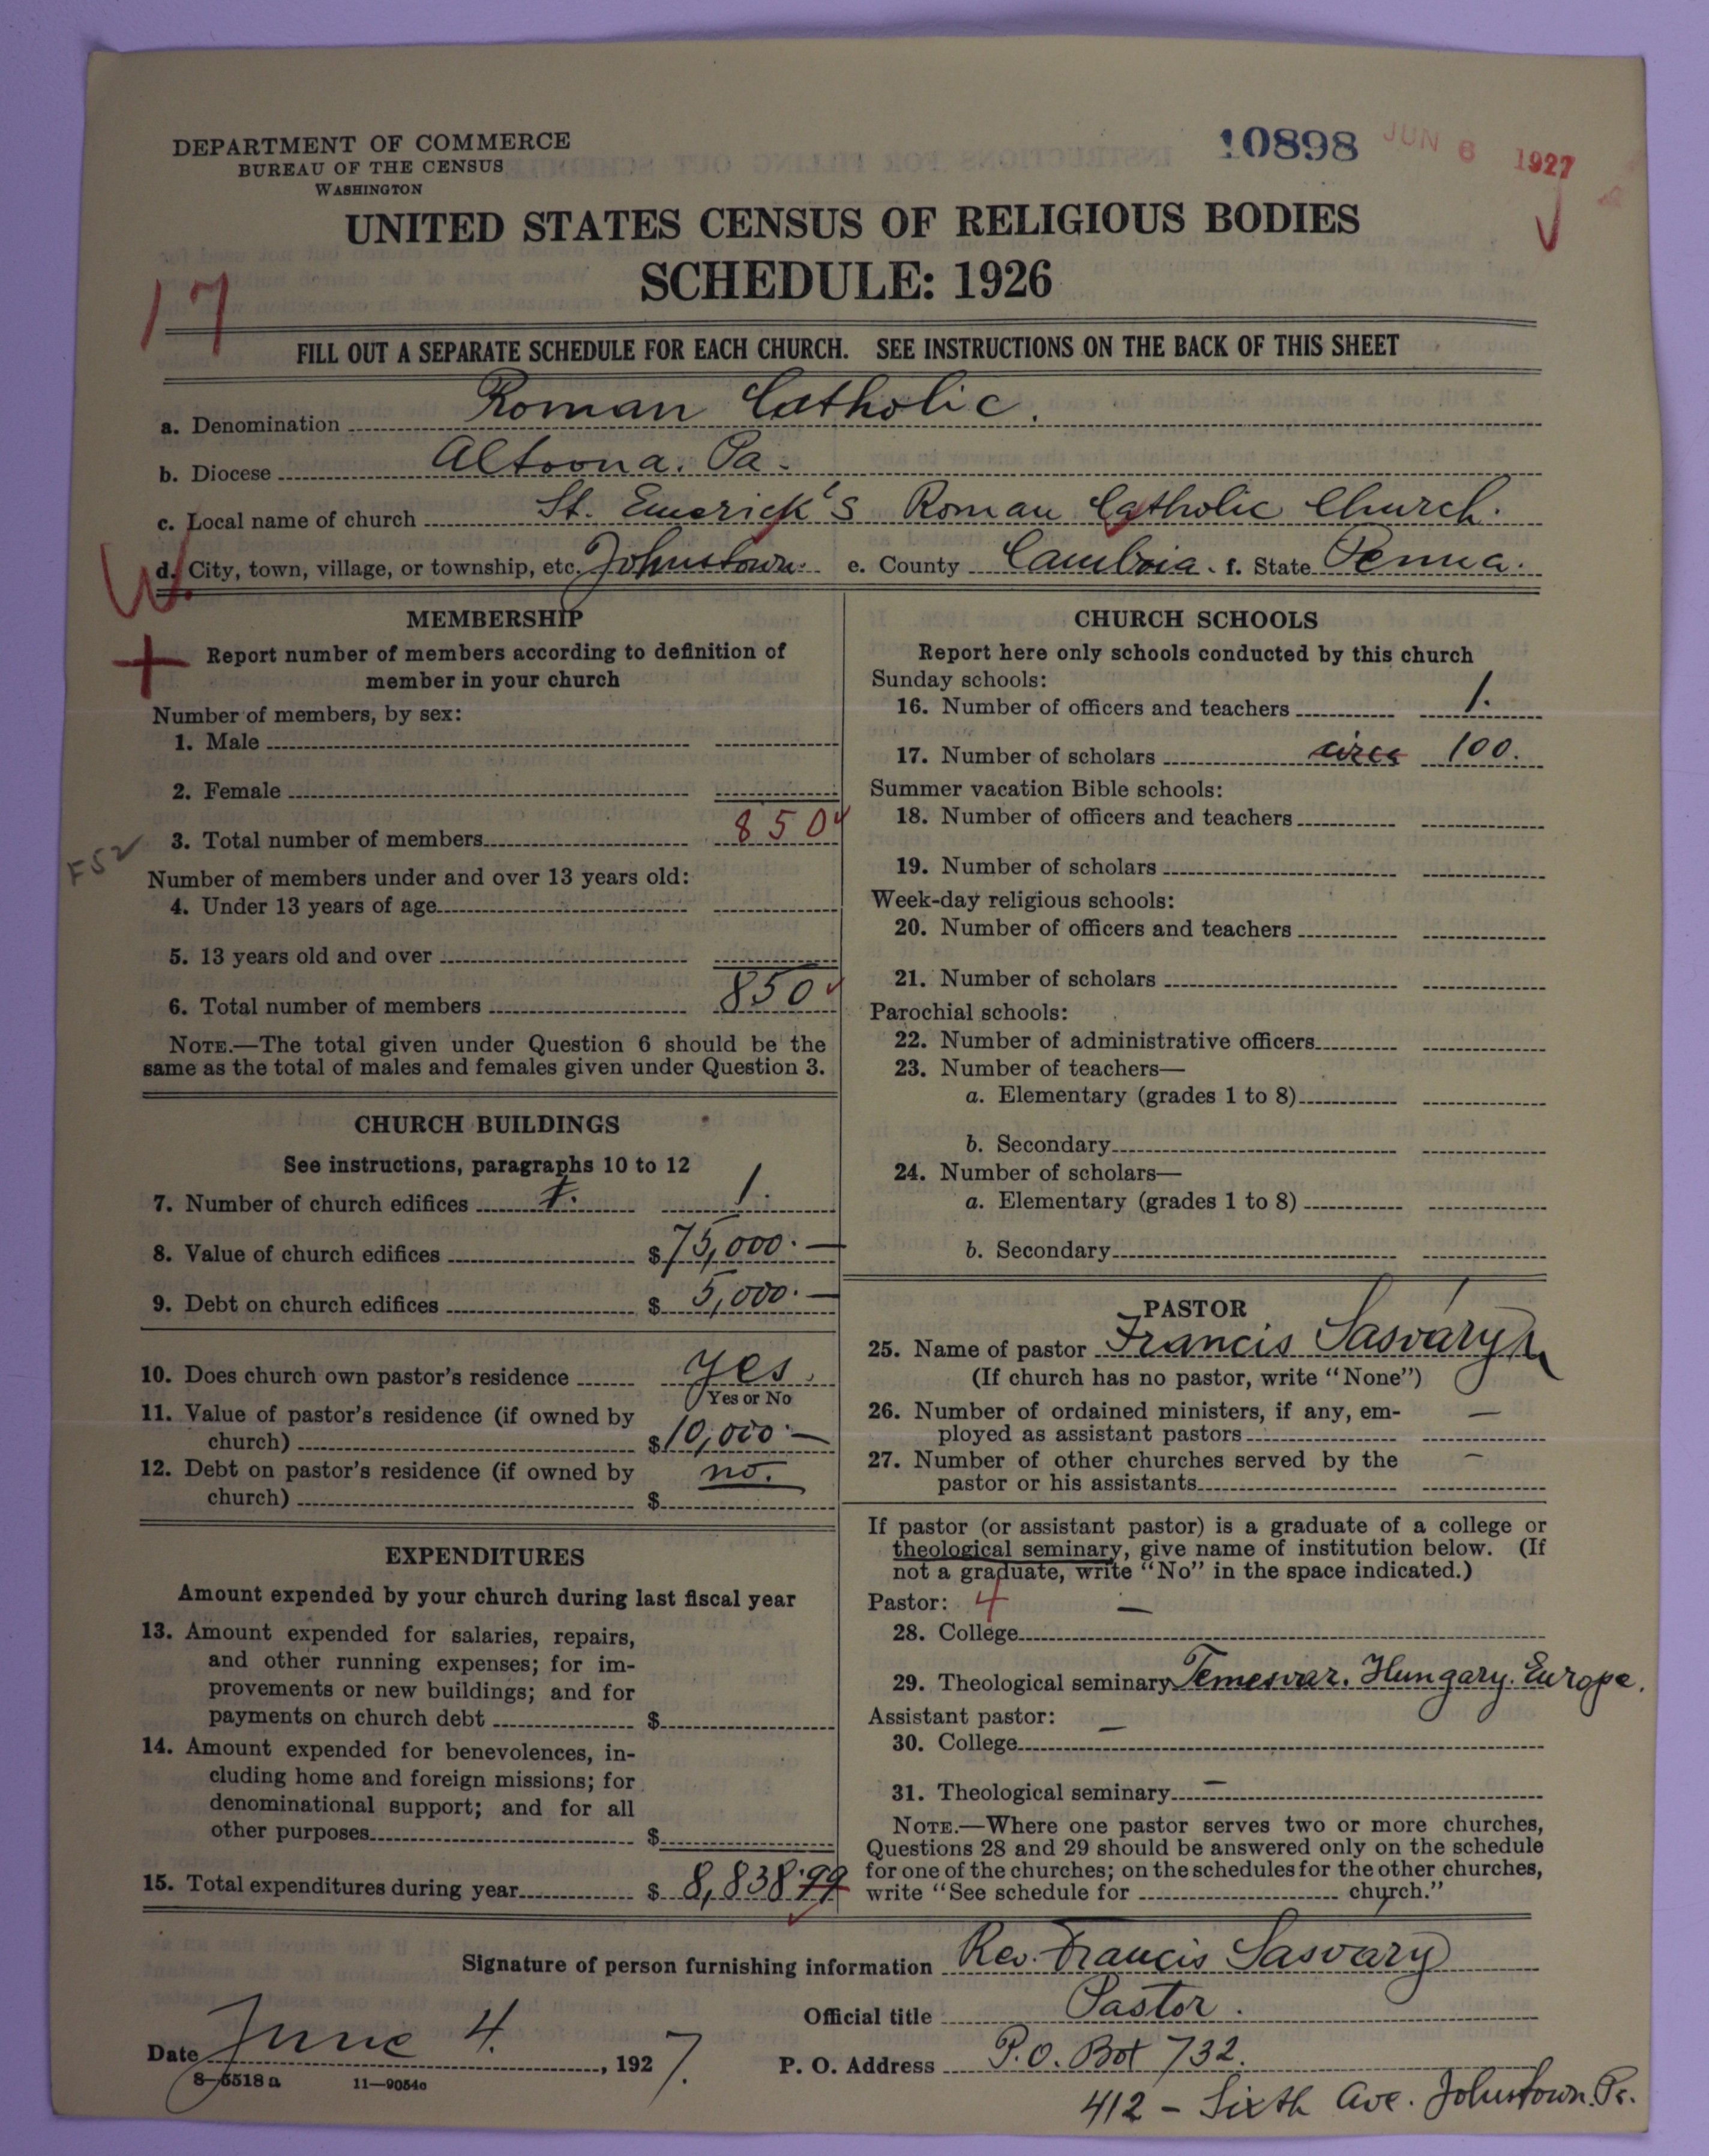 DEPARTMENT OF COMMERCE
BUREAU OF THE CENSUS
WASHINGTON
10898
JUN 6 1927
UNITED STATES CENSUS OF RELIGIOUS BODIES
SCHEDULE: 1926
17
FILL OUT A SEPARATE SCHEDULE FOR EACH CHURCH. SEE INSTRUCTIONS ON THE BACK OF THIS SHEET
a. Denomination Roman Catholic.
b. Diocese Altoona. Pa.
c. Local name of church St. Emerick's Roman Catholic Church.
d. City, town, village, or township, etc. Johnstown. e. County Cambria. f. State Penna.
MEMBERSHIP
Report number of members according to definition of
member in your church
Number of members, by sex:
1. Male
2. Female
3. Total number of members 850
Number of members under and over 13 years old:
4. Under 13 years of age
5. 13 years old and over
6. Total number of members 850
NOTE.—The total given under Question 6 should be the
same as the total of males and females given under Question 3.
CHURCH BUILDINGS
See instructions, paragraphs 10 to 12
7. Number of church edifices 1. 1.
8. Value of church edifices $75,000.—
9. Debt on church edifices $ 5,000.—
10. Does church own pastor's residence yes.
Yes or No
11. Value of pastor's residence (if owned by
church) $10,000.—
12. Debt on pastor's residence (if owned by no.
church) $
EXPENDITURES
Amount expended by your church during last fiscal year
13. Amount expended for salaries, repairs,
and other running expenses; for im-
provements or new buildings; and for
payments on church debt $
14. Amount expended for benevolences, in-
cluding home and foreign missions; for
denominational support; and for all
other purposes $
15. Total expenditures during year $ 8,838.99
CHURCH SCHOOLS
Report here only schools conducted by this church
Sunday schools:
16. Number of officers and teachers 1.
17. Number of scholars circa 100.
Summer vacation Bible schools:
18. Number of officers and teachers
19. Number of scholars
Week-day religious schools:
20. Number of officers and teachers
21. Number of scholars
Parochial schools:
22. Number of administrative officers
23. Number of teachers—
a. Elementary (grades 1 to 8)
b. Secondary
24. Number of scholars—
a. Elementary (grades 1 to 8)
b. Secondary
PASTOR
25. Name of pastor Francis Sasvary
(If church has no pastor, write "None")
26. Number of ordained ministers, if any, em- —
ployed as assistant pastors
27. Number of other churches served by the —
pastor or his assistants
If pastor (or assistant pastor) is a graduate of a college or
theological seminary, give name of institution below. (If
not a graduate, write "No" in the space indicated.)
Pastor: 4 —
28. College
29. Theological seminary Temesvar. Hungary. Europe.
Assistant pastor: —
30. College
31. Theological seminary —
NOTE.—Where one pastor serves two or more churches,
Questions 28 and 29 should be answered only on the schedule
for one of the churches; on the schedules for the other churches,
write "See schedule for church."
Signature of person furnishing information Rev. Francis Sasvary
Official title Pastor.
Date June 4. , 1927.
P. O. Address P.O. Box 732.
412 - Sixth Ave. Johnstown. Pa.
8—5518 a 11—9054a